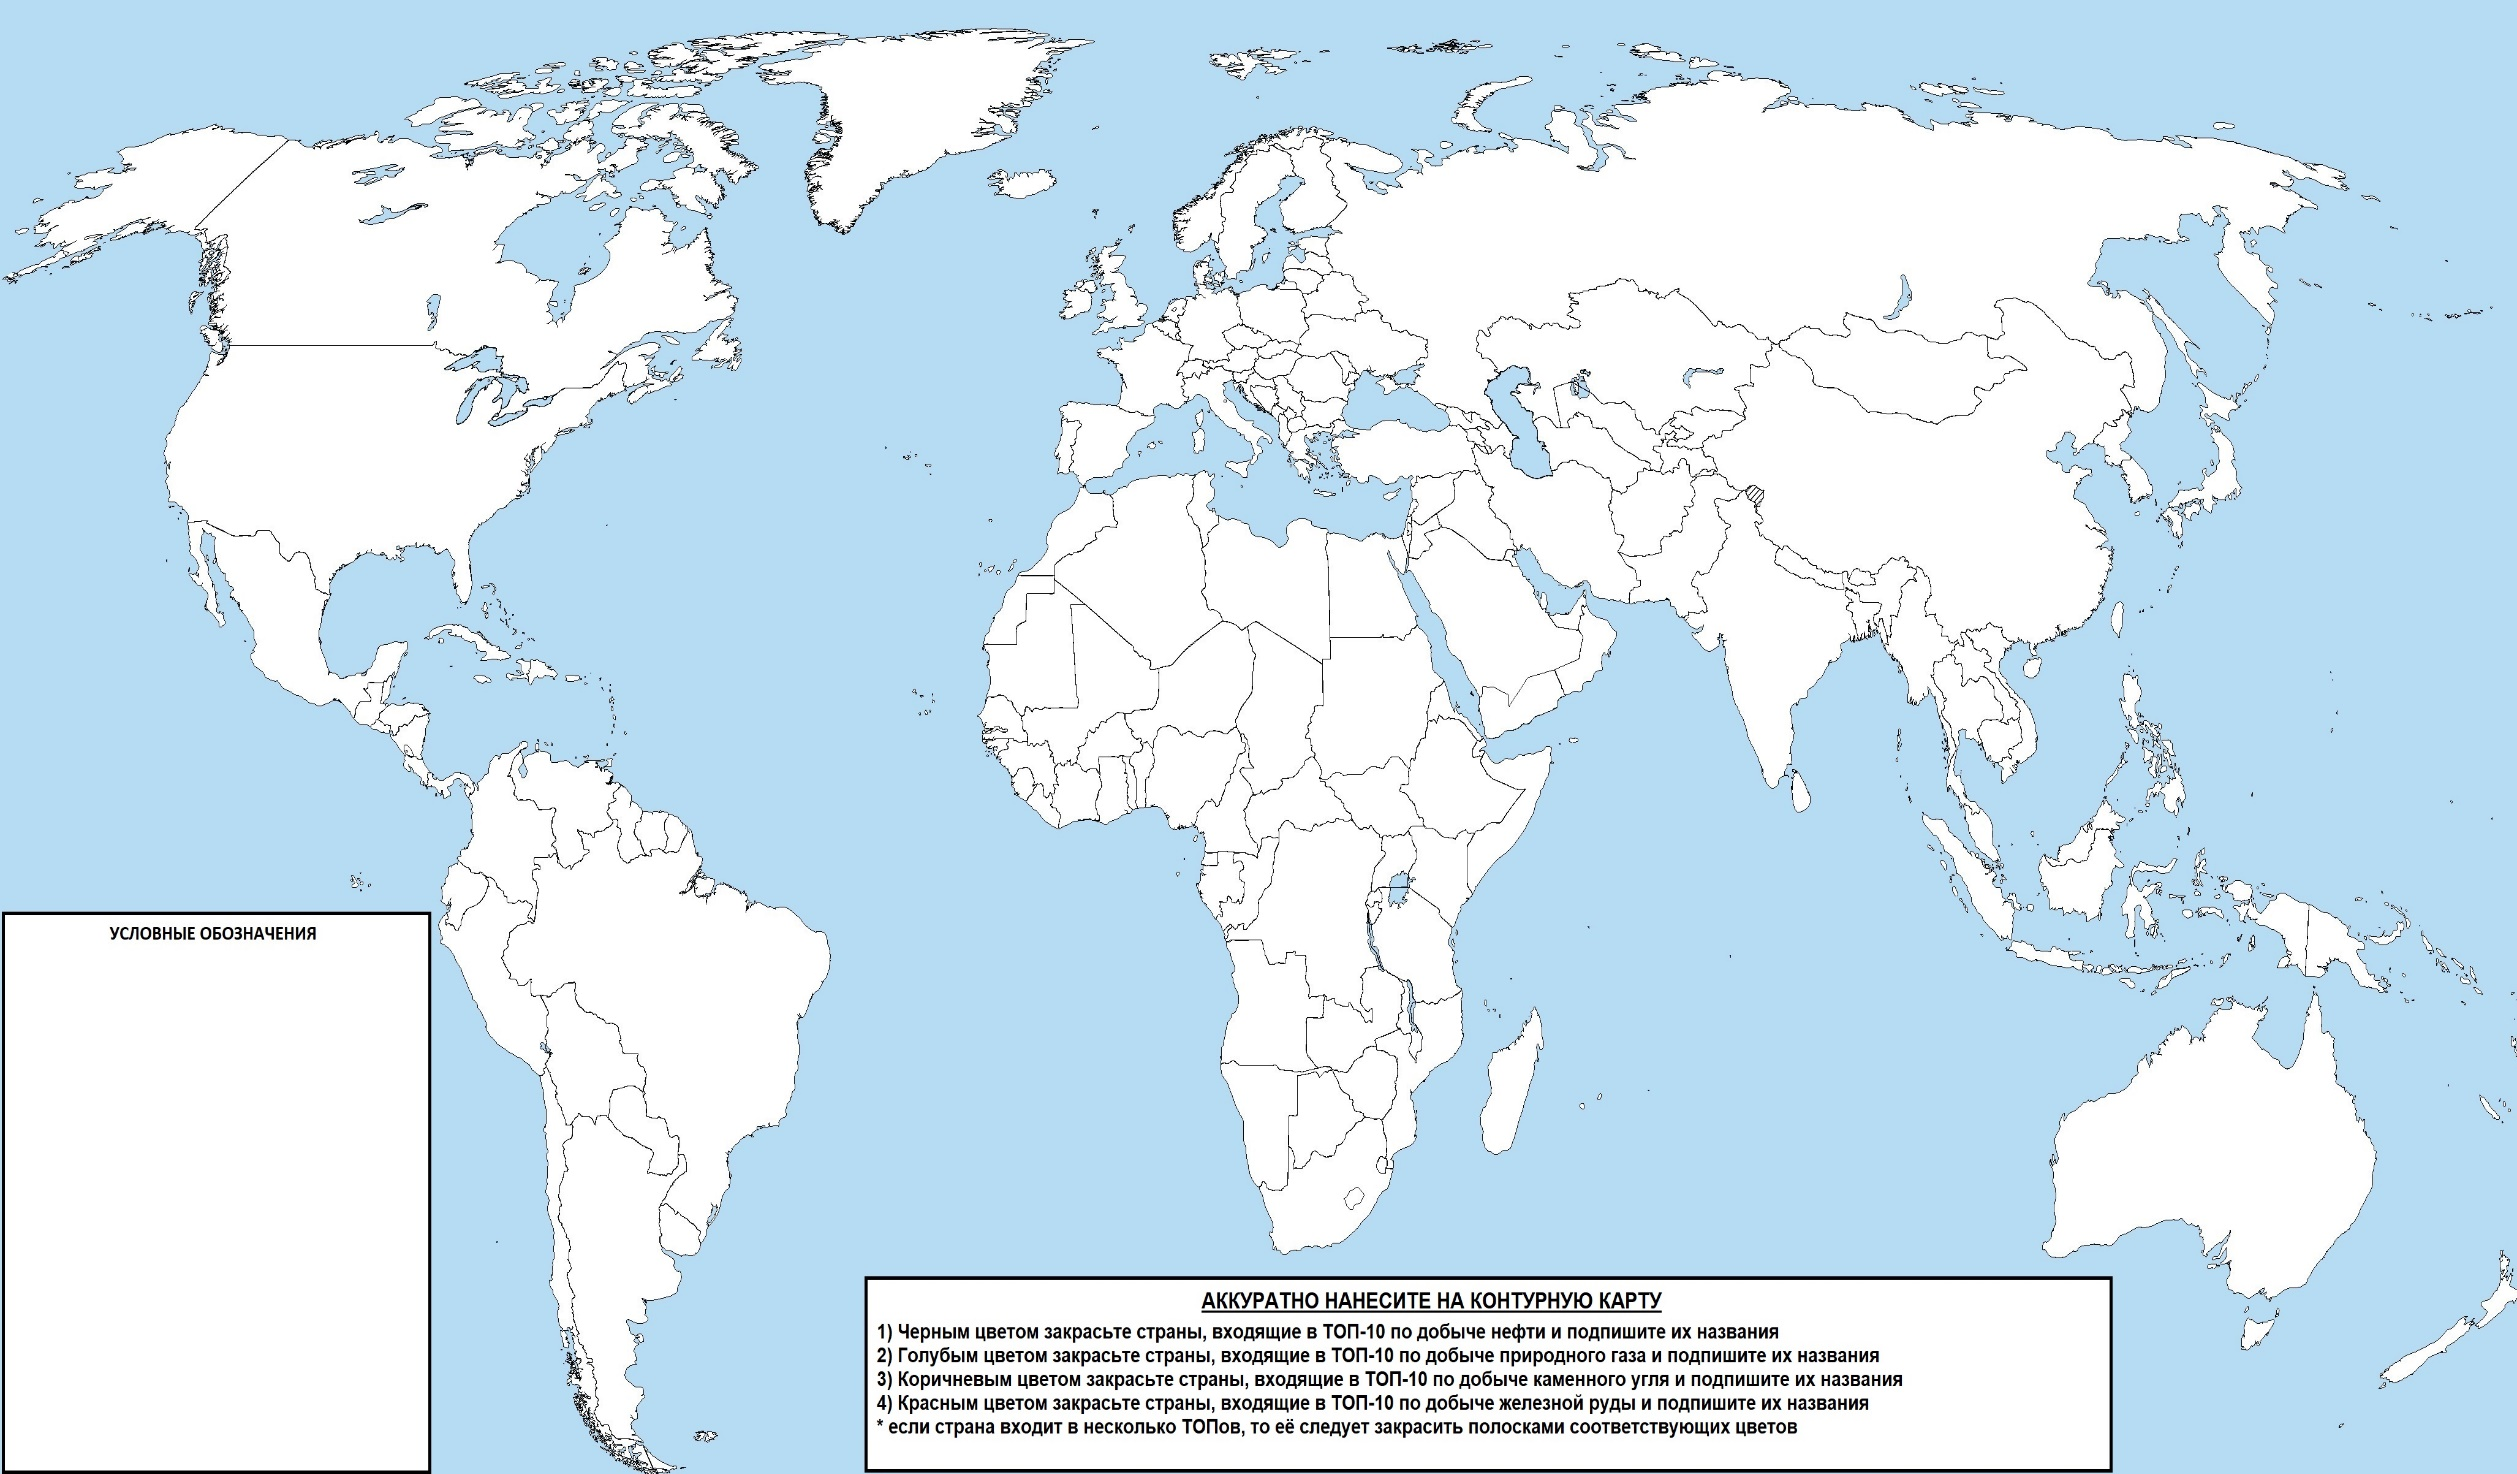 УСЛОВНЫЕ ОБОЗНАЧЕНИЯ
АККУРАТНО НАНЕСИТЕ НА КОНТУРНУЮ КАРТУ
1) Черным цветом закрасьте страны, входящие в ТОП-10 по добыче нефти и подпишите их названия
2) Голубым цветом закрасьте страны, входящие в ТОП-10 по добыче природного газа и подпишите их названия
3) Коричневым цветом закрасьте страны, входящие в ТОП-10 по добыче каменного угля и подпишите их названия
4) Красным цветом закрасьте страны, входящие в ТОП-10 по добыче железной руды и подпишите их названия
* если страна входит в несколько ТОПов, то её следует закрасить полосками соответствующих цветов